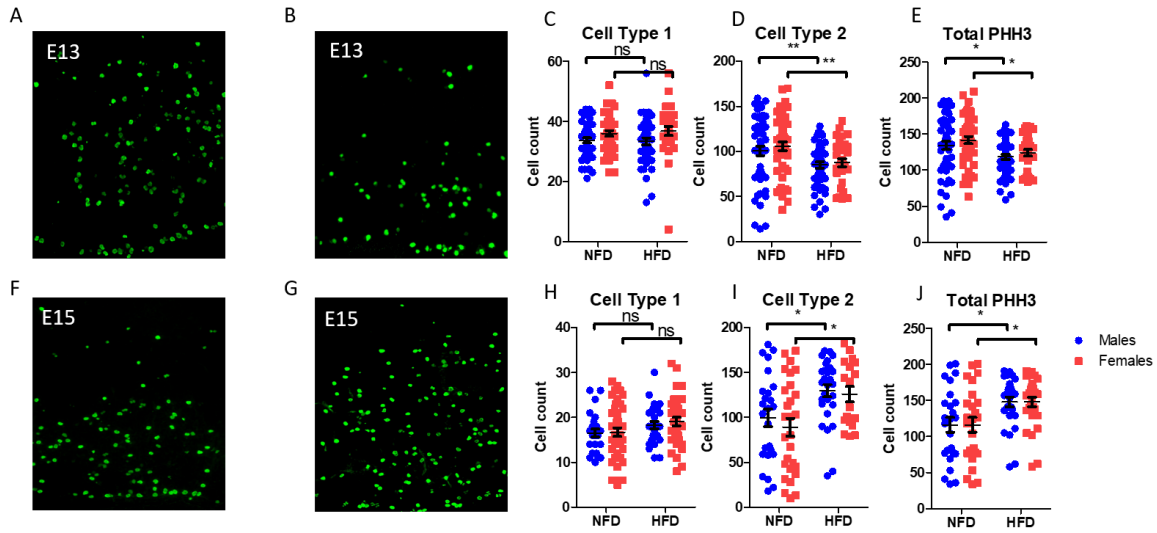 A
B
C
D
E
E13
E13
Cell Type 1
Cell Type 2
Total PHH3
ns
ns
**
**
*
*
Cell count
60
40
20
0
NFD
HFD
Cell count
200
150
100
50
0
NFD
HFD
Cell count
250
200
150
100
50
0
NFD
HFD
F
G
H
I
J
E15
E15
Cell Type 1
Cell Type 2
Total PHH3
ns
ns
*
*
*
*
Cell count
40
30
20
10
0
NFD
HFD
Cell count
200
150
100
50
0
NFD
HFD
Cell count
250
200
150
100
50
0
NFD
HFD
Males
Females